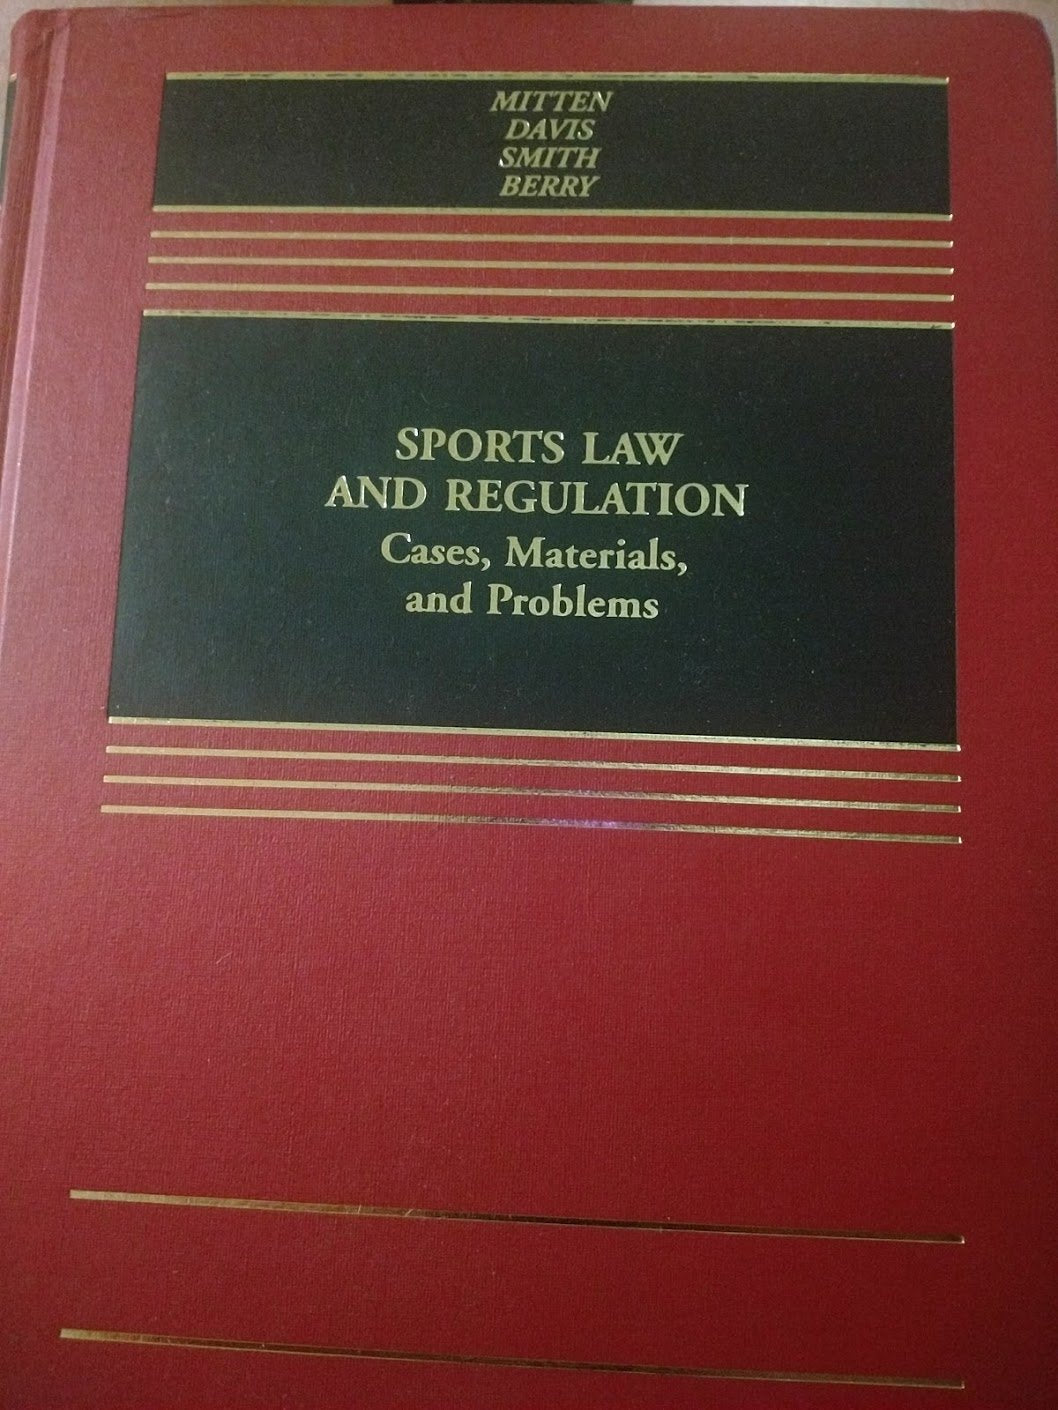 MITTEN
DAVIS
SMITH
BERRY
SPORTS LAW
AND REGULATION
Cases, Materials,
and Problems